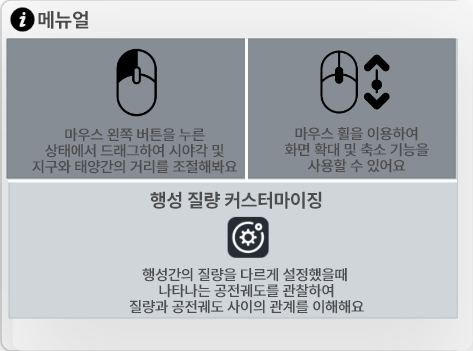 메뉴얼
마우스 왼쪽 버튼을 누른
상태에서 드래그하여 시야각 및
지구와 태양간의 거리를 조절해봐요
마우스 휠을 이용하여
화면 확대 및 축소 기능을
사용할 수 있어요
행성 질량 커스터마이징
행성간의 질량을 다르게 설정했을때
나타나는 공전궤도를 관찰하여
질량과 공전궤도 사이의 관계를 이해해요